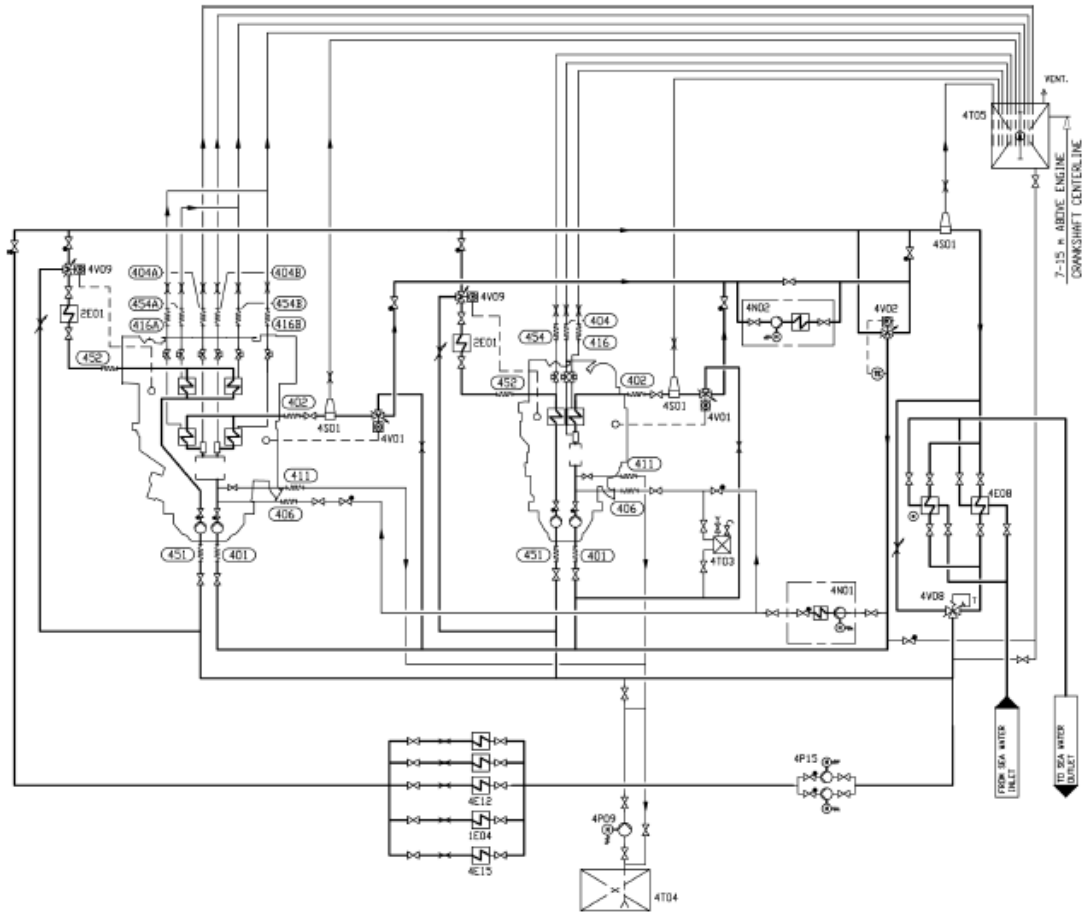 VENT.
4T05
7-15 m ABOVE ENGINE
CRANKSHAFT CENTERLINE
4S01
4V09
404A
404B
4V09
454A
454B
4N02
4V02
2E01
416A
416B
404
454
2E01
416
452
452
402
402
4S01
4V01
4S01
4V01
411
411
406
406
4E08
451
401
451
401
4T03
4N01
4V08
T
FROM SEA WATER
INLET
TO SEA WATER
OUTLET
4P15
4E12
4P09
1E04
4E15
4T04